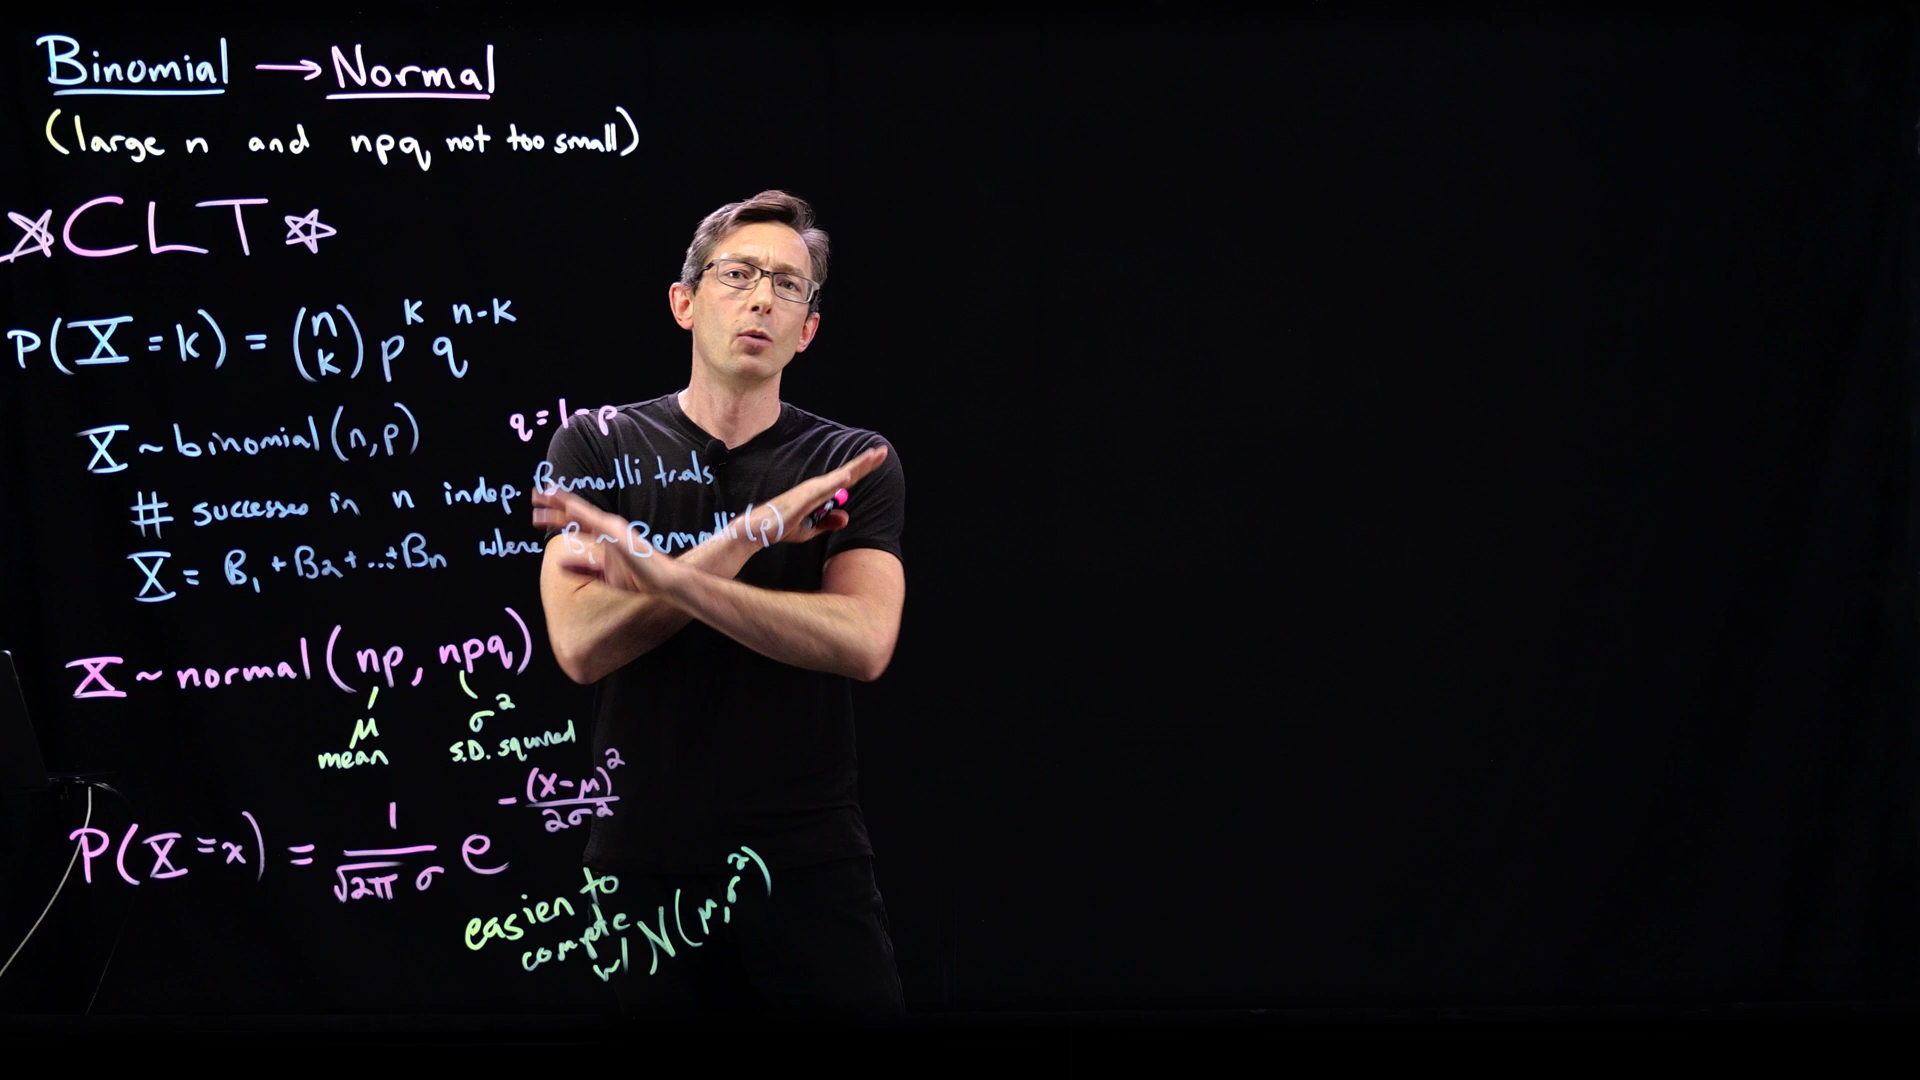 Binomial → Normal
(large n and npq not too small)
☆CLT☆
P(X = k) = (n k) p^k q^n-k
X ~ binomial(n,p)
q = 1-p
# successes in n indep. Bernoulli trials
X = B₁ + B₂ + ...+ Bₙ where Bᵢ ~ Bernoulli(p)
X ~ normal(np, npq)
μ
mean
σ²
S.D. squared
P(X = x) = 1/(√2π σ) e^-(x-μ)²/2σ²
easier to
compute
w/ N(μ,σ²)